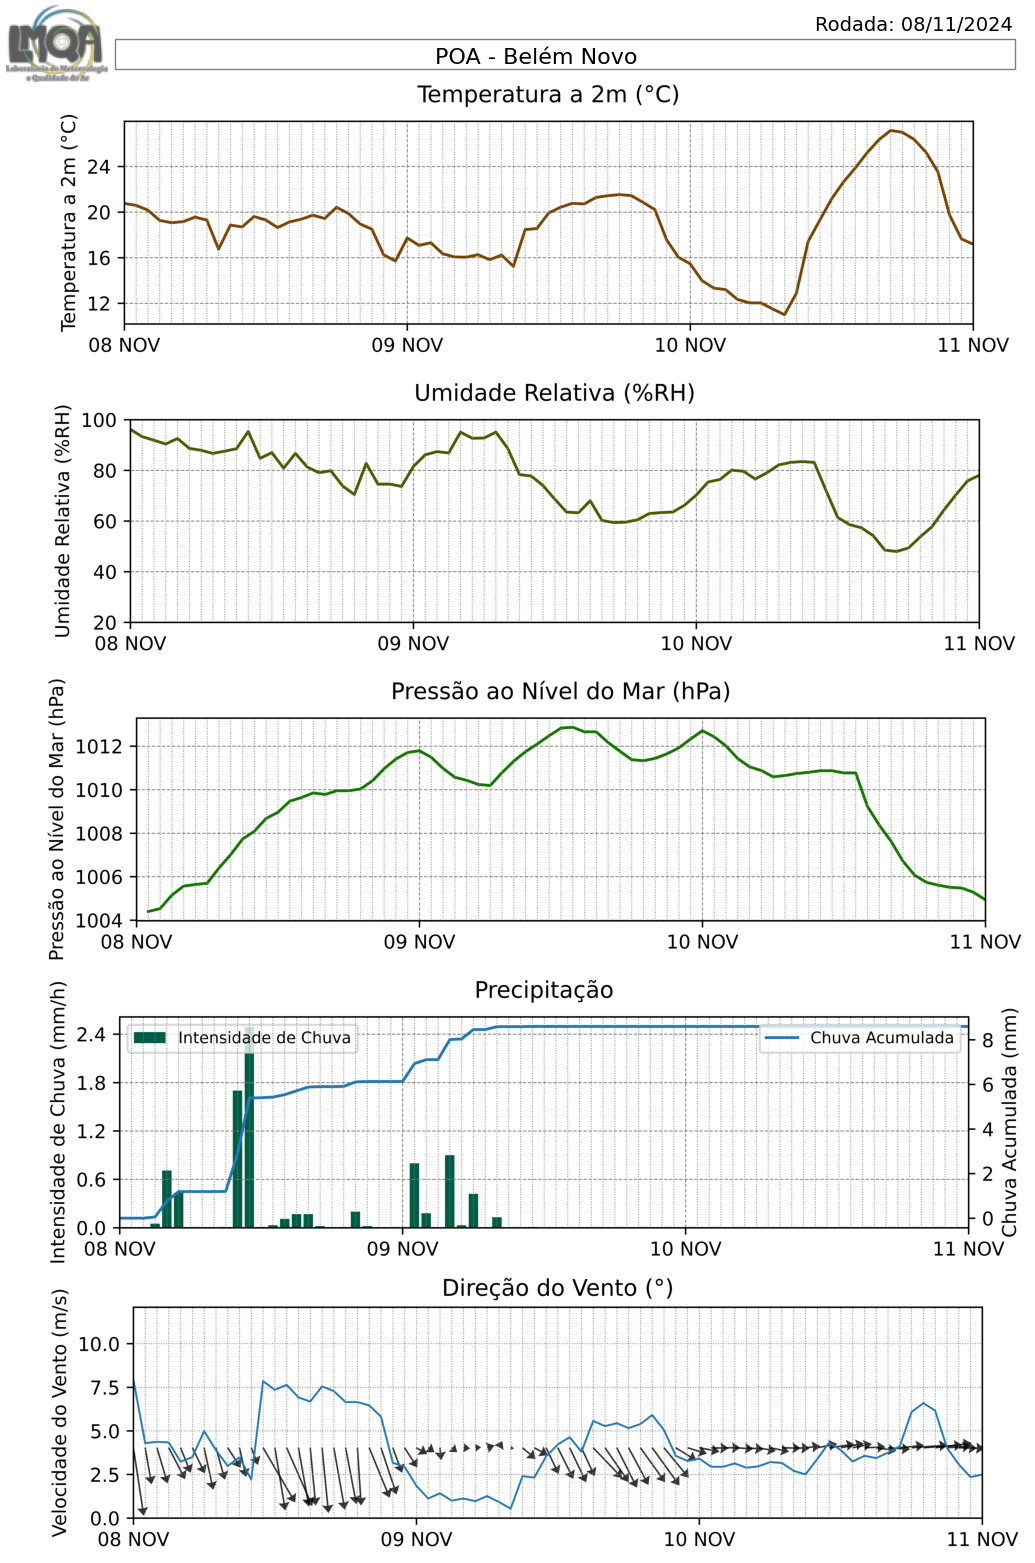 LMQA
Laboratório de Meteorologia
e Qualidade do Ar
Rodada: 08/11/2024
POA - Belém Novo
Temperatura a 2m (°C)
Temperatura a 2m (°C)
24
20
16
12
08 NOV 09 NOV 10 NOV 11 NOV
Umidade Relativa (%RH)
Umidade Relativa (%RH)
100
80
60
40
20
08 NOV 09 NOV 10 NOV 11 NOV
Pressão ao Nível do Mar (hPa)
Pressão ao Nível do Mar (hPa)
1012
1010
1008
1006
1004
08 NOV 09 NOV 10 NOV 11 NOV
Precipitação
Intensidade de Chuva (mm/h)
2.4
1.8
1.2
0.6
0.0
Intensidade de Chuva
Chuva Acumulada
8
6
4
2
0
Chuva Acumulada (mm)
08 NOV 09 NOV 10 NOV 11 NOV
Direção do Vento (°)
Velocidade do Vento (m/s)
10.0
7.5
5.0
2.5
0.0
08 NOV 09 NOV 10 NOV 11 NOV